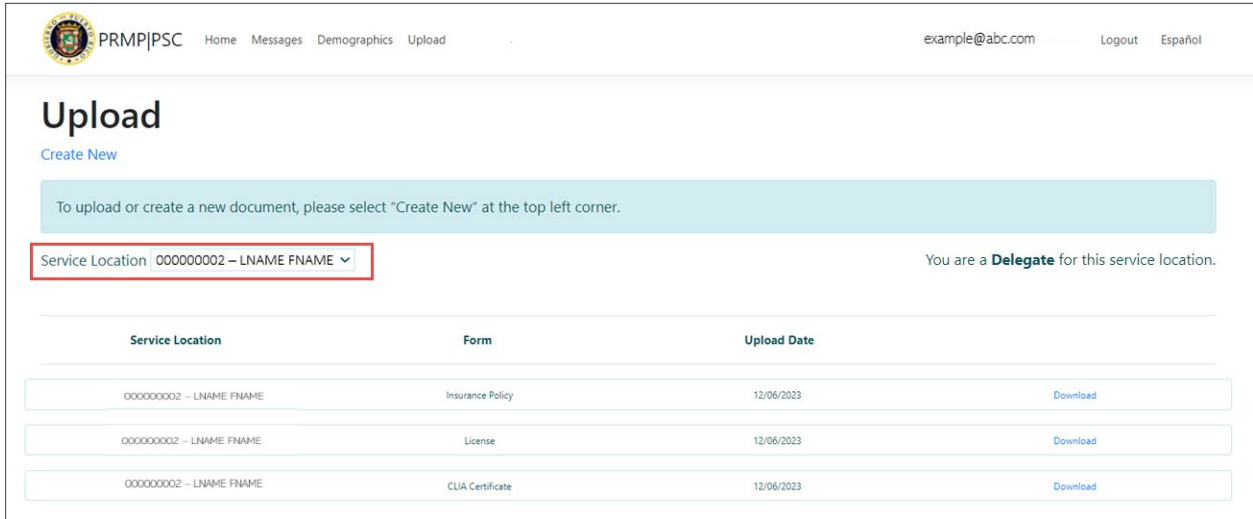 PRMP|PSC Home Messages Demographics Upload example@abc.com Logout Español
Upload
Create New
To upload or create a new document, please select “Create New” at the top left corner.
Service Location 000000002 – LNAME FNAME You are a Delegate for this service location.
Service Location Form Upload Date
000000002 – LNAME FNAME Insurance Policy 12/06/2023 Download
000000002 – LNAME FNAME License 12/06/2023 Download
000000002 – LNAME FNAME CLIA Certificate 12/06/2023 Download